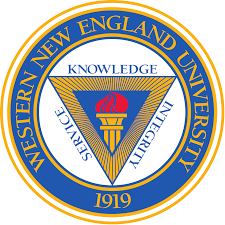 WESTERN NEW ENGLAND UNIVERSITY
KNOWLEDGE
SERVICE
INTEGRITY
1919